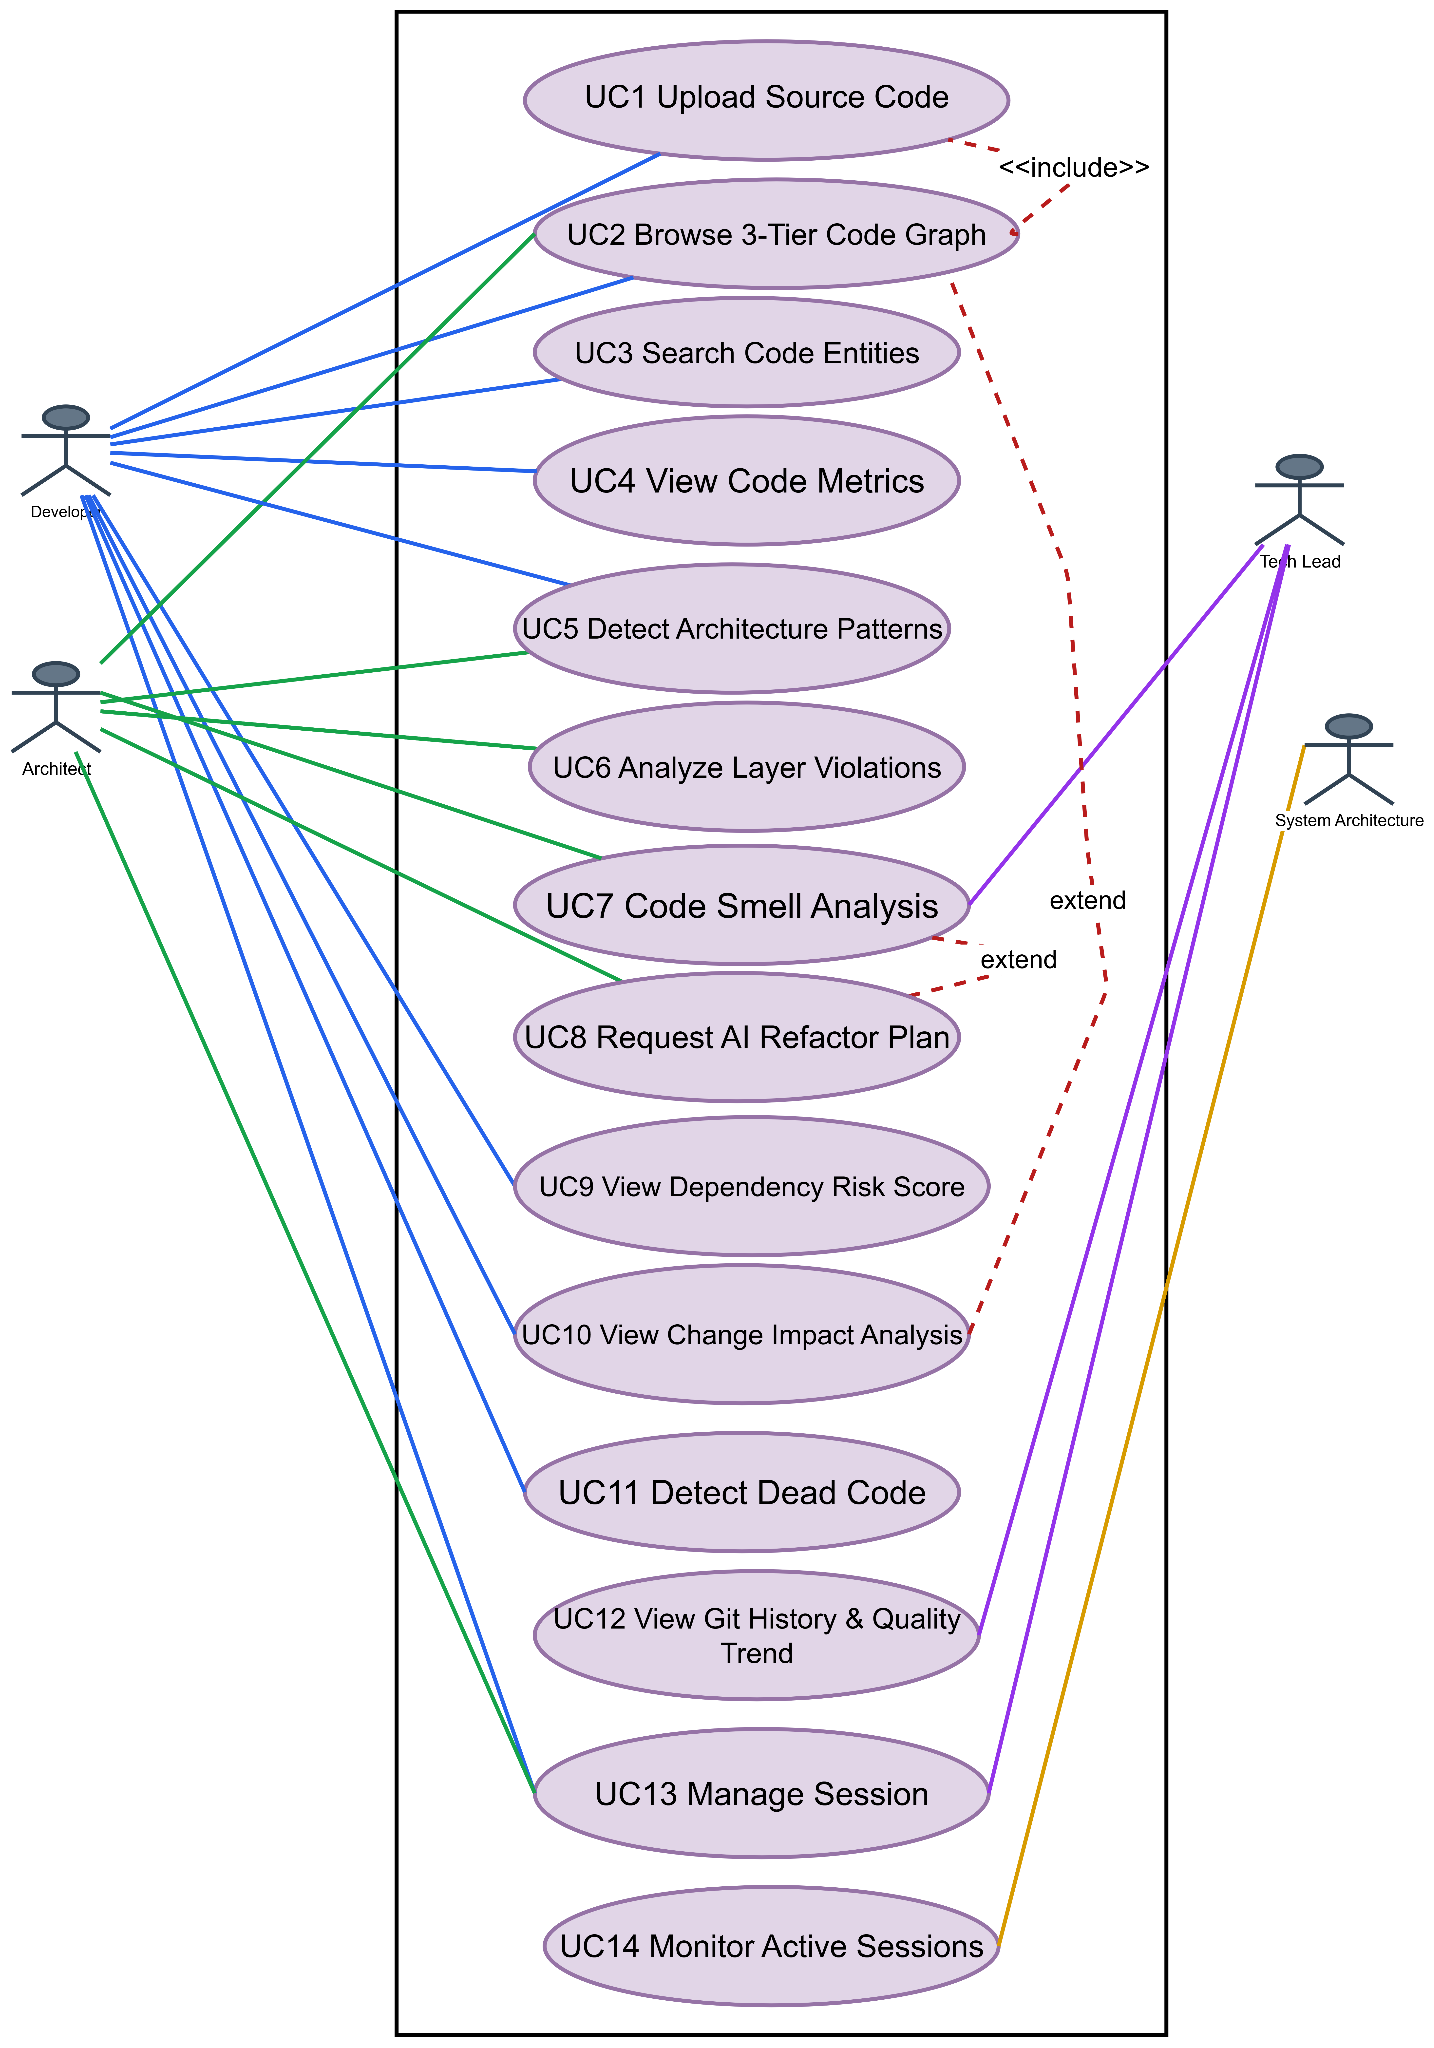 UC1 Upload Source Code
<<include>>
UC2 Browse 3-Tier Code Graph
UC3 Search Code Entities
UC4 View Code Metrics
Developer
Tech Lead
UC5 Detect Architecture Patterns
Architect
UC6 Analyze Layer Violations
System Architecture
UC7 Code Smell Analysis
extend
extend
UC8 Request AI Refactor Plan
UC9 View Dependency Risk Score
UC10 View Change Impact Analysis
UC11 Detect Dead Code
UC12 View Git History & Quality
Trend
UC13 Manage Session
UC14 Monitor Active Sessions